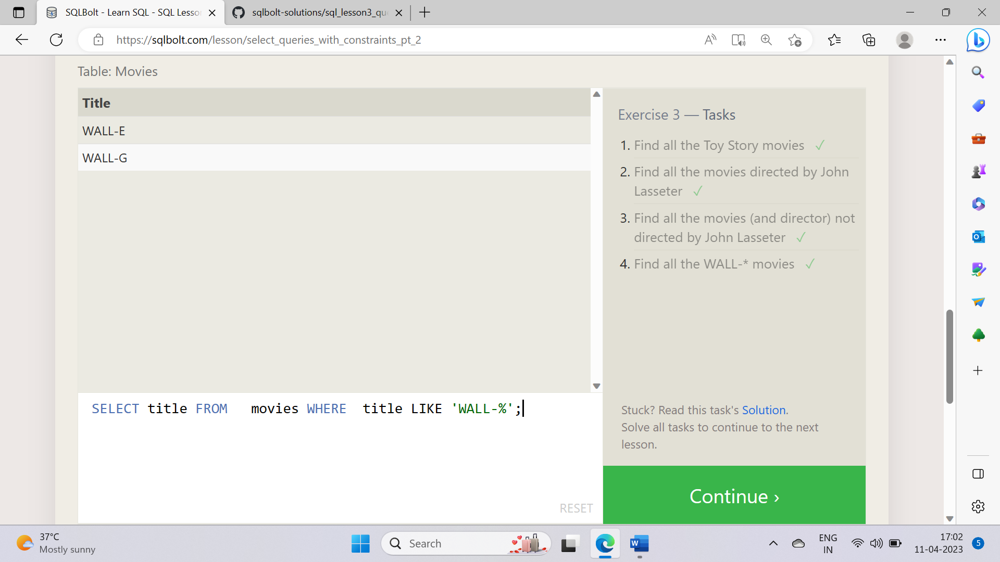 SQLBolt - Learn SQL - SQL Lesso
sqlbolt-solutions/sql_lesson3_qu
https://sqlbolt.com/lesson/select_queries_with_constraints_pt_2
Table: Movies
Title
WALL-E
WALL-G
Exercise 3 — Tasks
1. Find all the Toy Story movies ✓
2. Find all the movies directed by John
Lasseter ✓
3. Find all the movies (and director) not
directed by John Lasseter ✓
4. Find all the WALL-* movies ✓
SELECT title FROM   movies WHERE  title LIKE 'WALL-%';
RESET
Stuck? Read this task's Solution.
Solve all tasks to continue to the next
lesson.
Continue ›
37°C
Mostly sunny
Search
ENG
IN
17:02
11-04-2023
5